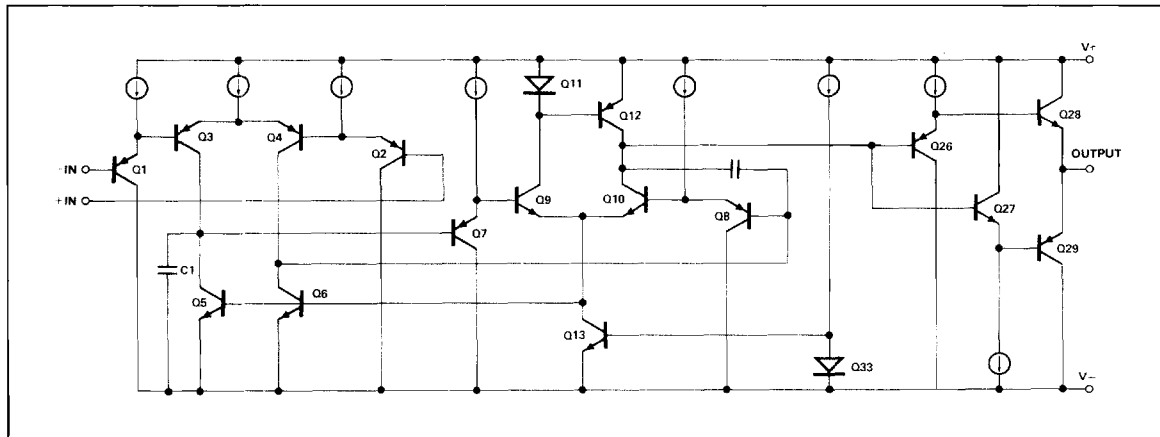 V+
Q11
Q12
Q28
Q3
Q4
Q2
Q26
–IN
Q1
OUTPUT
+IN
Q9
Q10
Q8
Q27
Q7
Q29
C1
Q5
Q6
Q13
Q33
V–